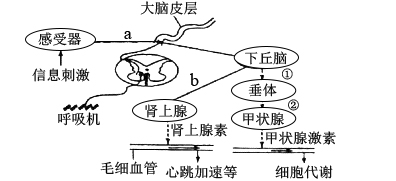 大脑皮层
感受器
a
下丘脑
信息刺激
①
b
垂体
呼吸机
肾上腺
②
甲状腺
肾上腺素
甲状腺激素
毛细血管
心跳加速等
细胞代谢